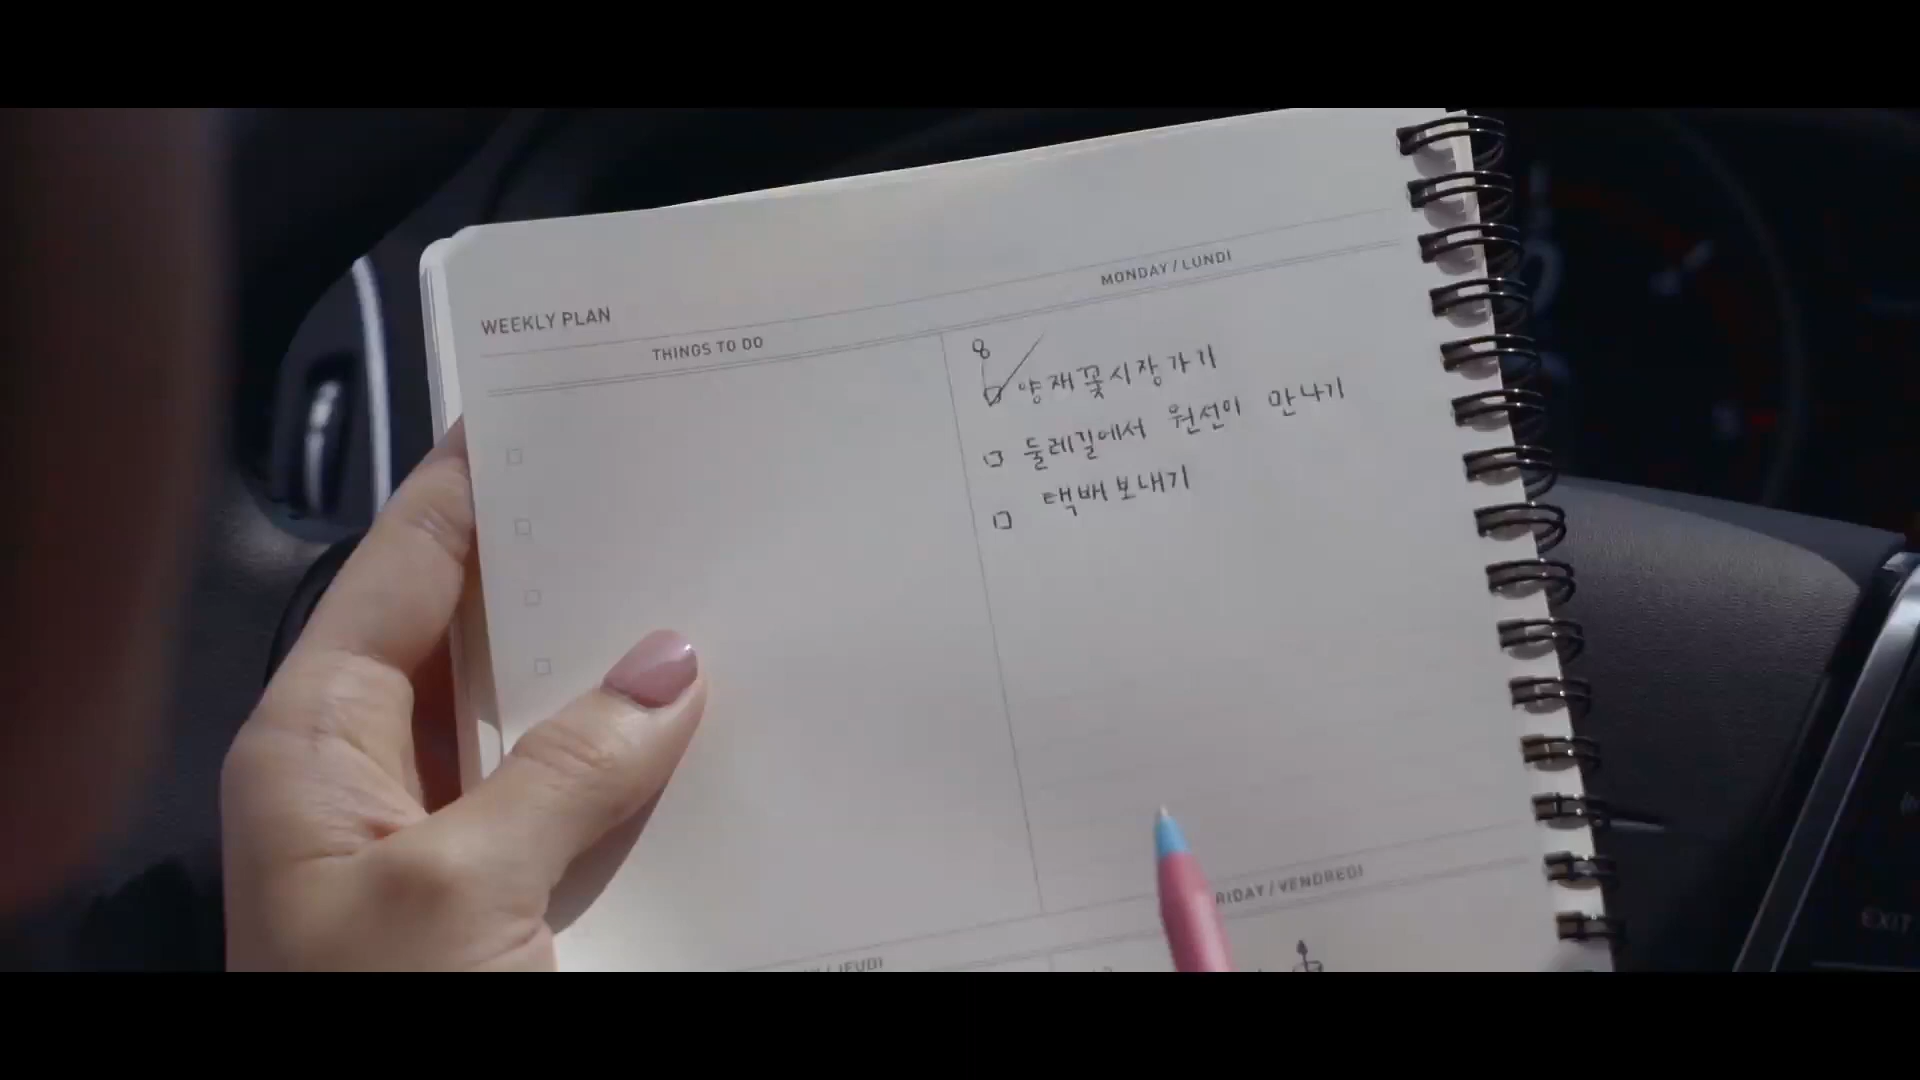 WEEKLY PLAN
THINGS TO DO
MONDAY / LUNDI
8
양재꽃시장가기
둘레길에서 원선이 만나기
택배보내기
/ VENDREDI
EXIT